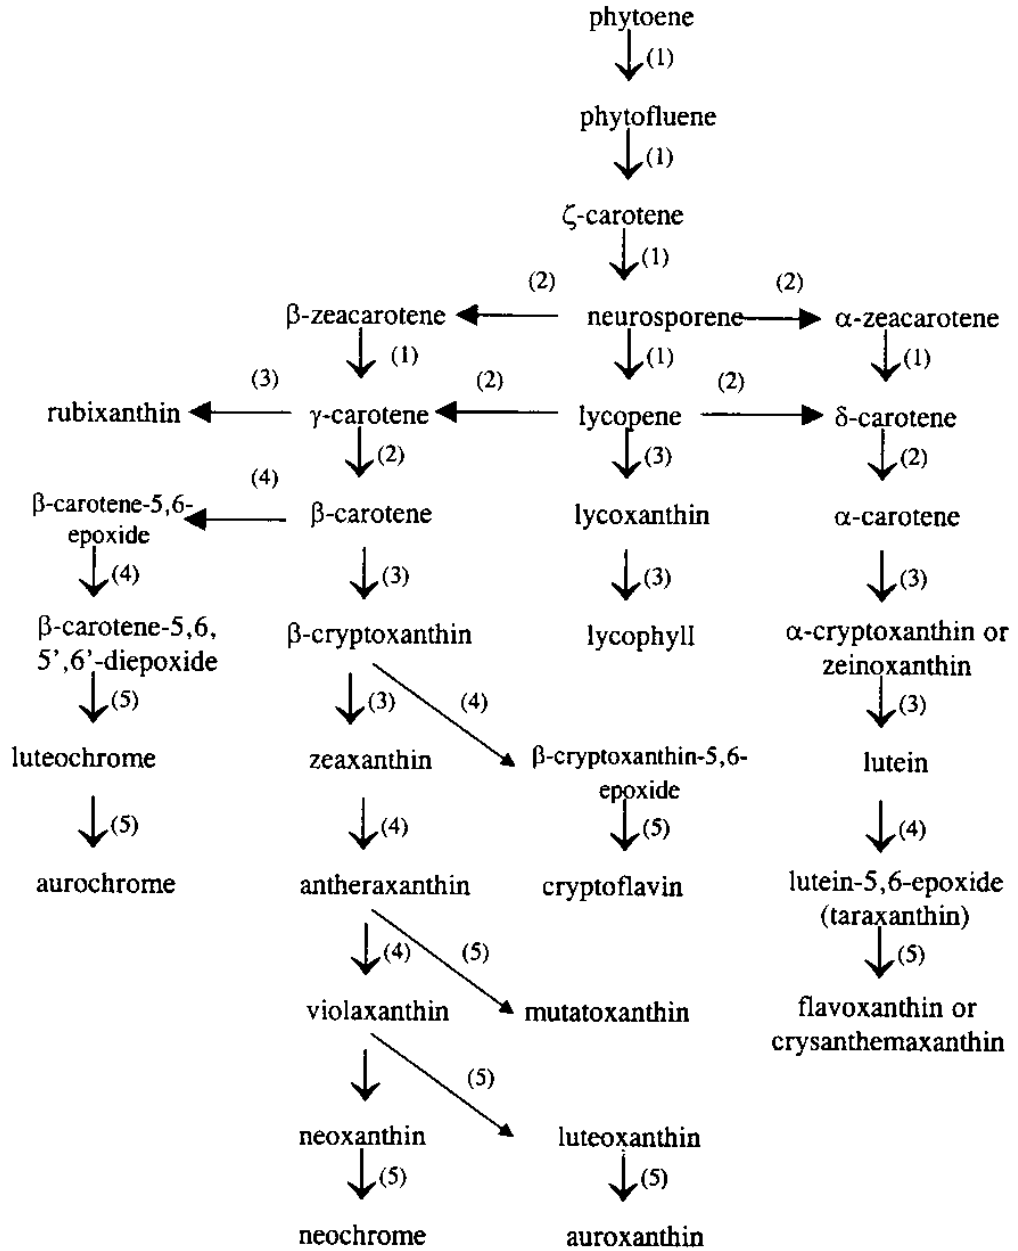 phytoene
(1)
phytofluene
(1)
ζ-carotene
(1)
(2)
(2)
β-zeacarotene
neurosporene
α-zeacarotene
(1)
(1)
(1)
(3)
(2)
(2)
rubixanthin
γ-carotene
lycopene
δ-carotene
(2)
(3)
(2)
(4)
β-carotene-5,6-
epoxide
β-carotene
lycoxanthin
α-carotene
(4)
(3)
(3)
(3)
β-carotene-5,6,
5',6'-diepoxide
β-cryptoxanthin
lycophyll
α-cryptoxanthin or
zeinoxanthin
(5)
(3)
(4)
(3)
luteochrome
zeaxanthin
β-cryptoxanthin-5,6-
epoxide
lutein
(5)
(4)
(5)
(4)
aurochrome
antheraxanthin
cryptoflavin
lutein-5,6-epoxide
(taraxanthin)
(4)
(5)
(5)
violaxanthin
mutatoxanthin
flavoxanthin or
crysanthemaxanthin
(5)
neoxanthin
luteoxanthin
(5)
(5)
neochrome
auroxanthin